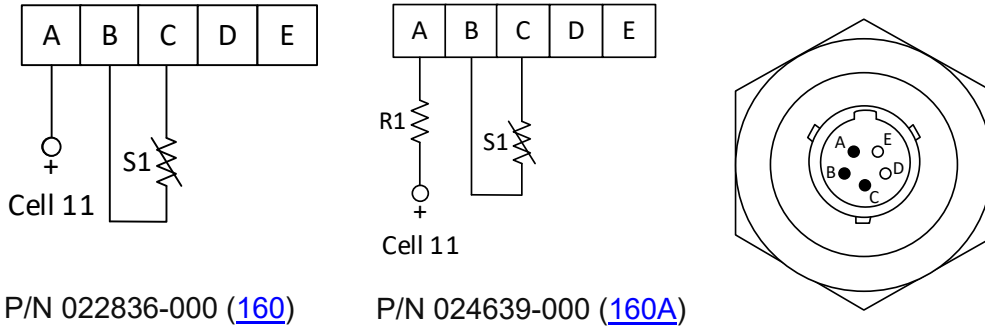 A B C D E
S1
+
Cell 11
P/N 022836-000 (160)
A B C D E
R1
S1
+
Cell 11
P/N 024639-000 (160A)
A E
B D
C